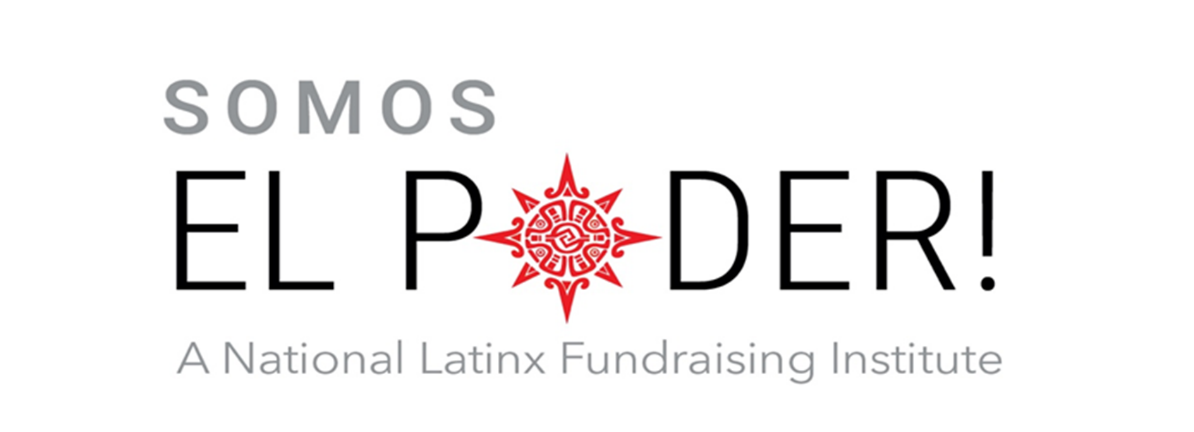 SOMOS
EL PODER!
A National Latinx Fundraising Institute